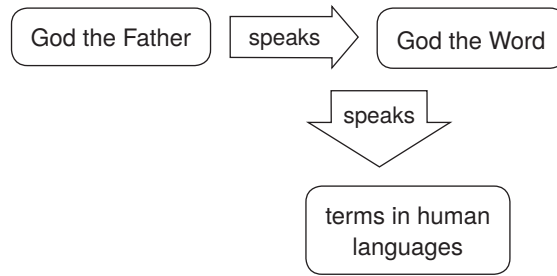 God the Father
speaks
God the Word
speaks
terms in human
languages